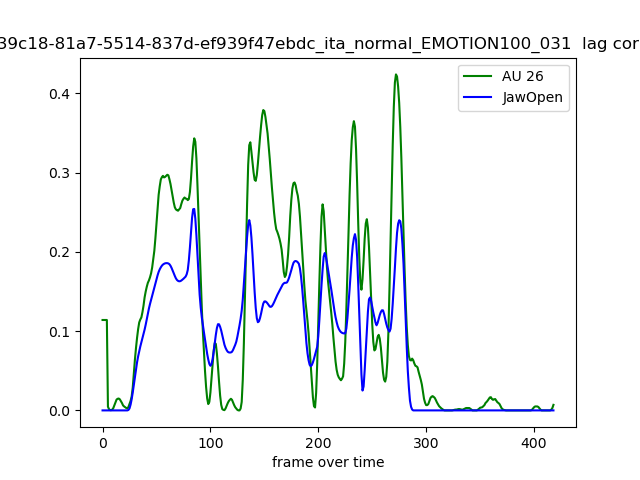 39c18-81a7-5514-837d-ef939f47ebdc_ita_normal_EMOTION100_031 lag cor
AU 26
JawOpen
0.4
0.3
0.2
0.1
0.0
0 100 200 300 400
frame over time